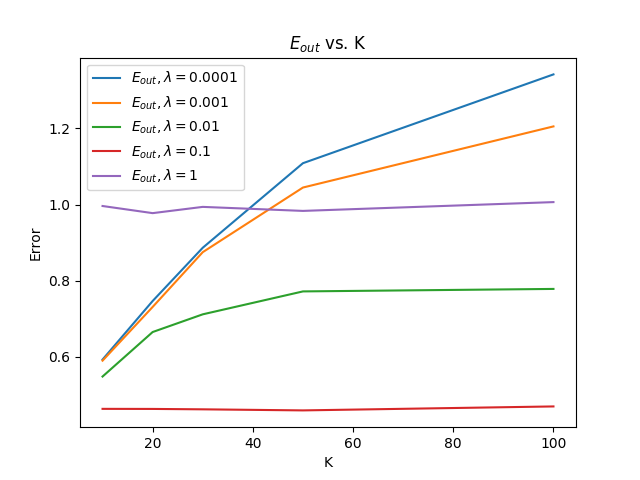 E_out vs. K
E_out, λ = 0.0001
E_out, λ = 0.001
E_out, λ = 0.01
E_out, λ = 0.1
E_out, λ = 1
Error
1.2
1.0
0.8
0.6
20 40 60 80 100
K